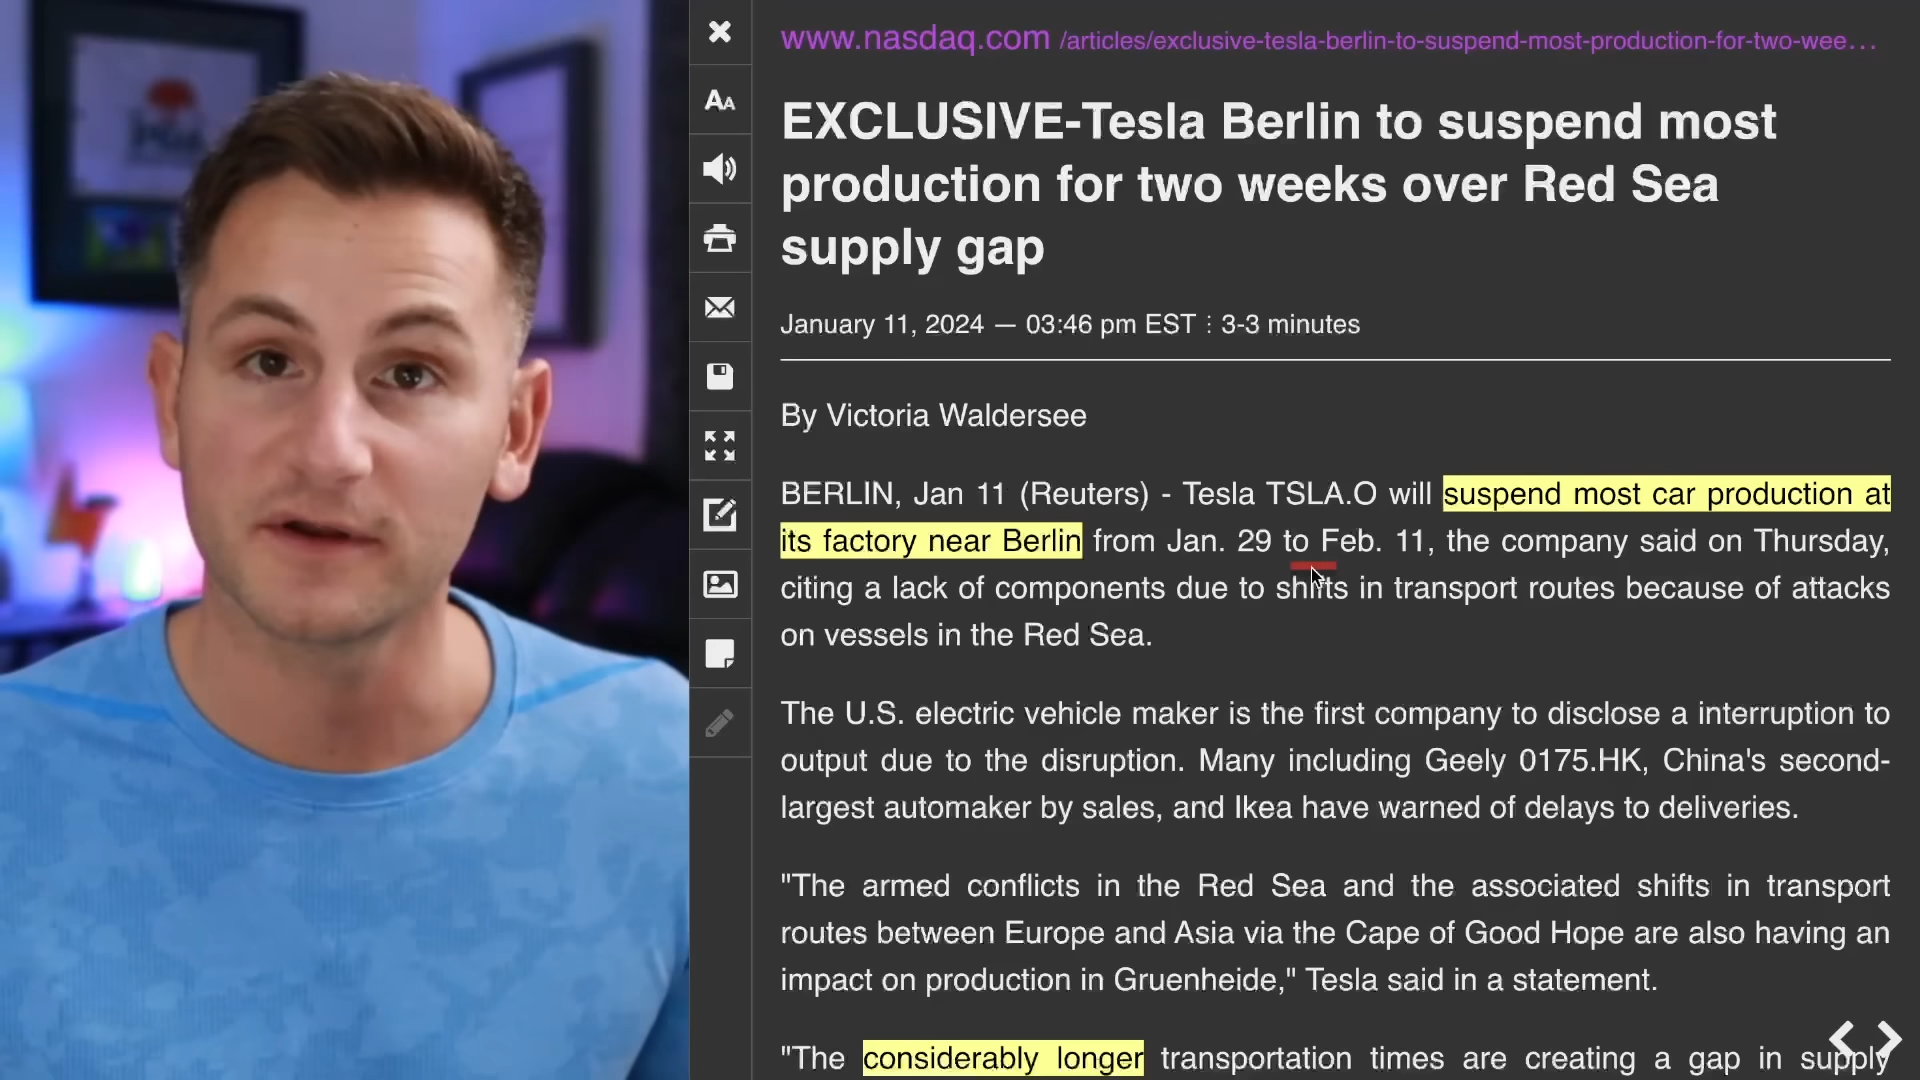 www.nasdaq.com /articles/exclusive-tesla-berlin-to-suspend-most-production-for-two-wee…
EXCLUSIVE-Tesla Berlin to suspend most
production for two weeks over Red Sea
supply gap
January 11, 2024 — 03:46 pm EST ⋮ 3-3 minutes
By Victoria Waldersee
BERLIN, Jan 11 (Reuters) - Tesla TSLA.O will suspend most car production at
its factory near Berlin from Jan. 29 to Feb. 11, the company said on Thursday,
citing a lack of components due to shifts in transport routes because of attacks
on vessels in the Red Sea.
The U.S. electric vehicle maker is the first company to disclose a interruption to
output due to the disruption. Many including Geely 0175.HK, China's second-
largest automaker by sales, and Ikea have warned of delays to deliveries.
"The armed conflicts in the Red Sea and the associated shifts in transport
routes between Europe and Asia via the Cape of Good Hope are also having an
impact on production in Gruenheide," Tesla said in a statement.
"The considerably longer transportation times are creating a gap in supply